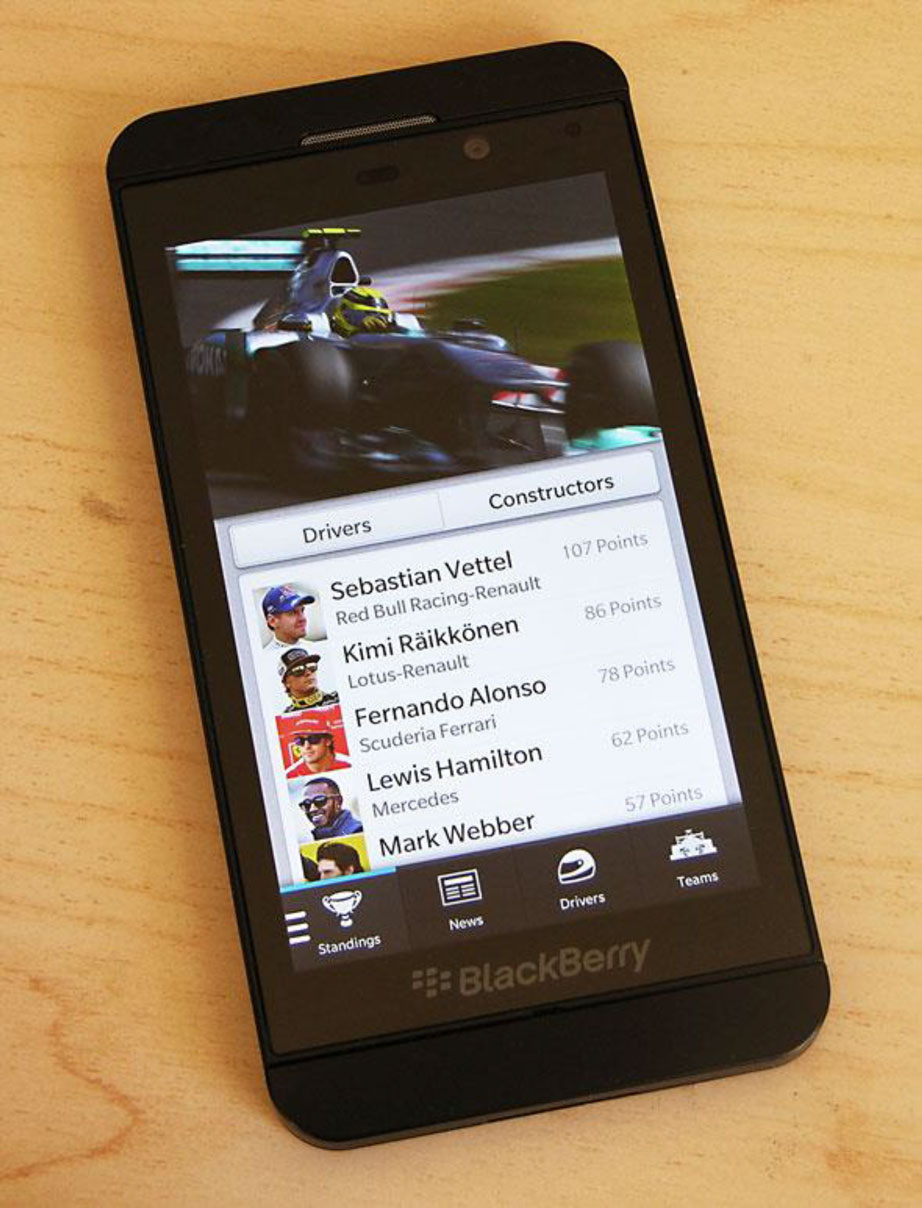 Drivers
Constructors
Sebastian Vettel
107 Points
Red Bull Racing-Renault
Kimi Räikkönen
86 Points
Lotus-Renault
Fernando Alonso
78 Points
Scuderia Ferrari
Lewis Hamilton
62 Points
Mercedes
Mark Webber
57 Points
Standings
News
Drivers
Teams
BlackBerry